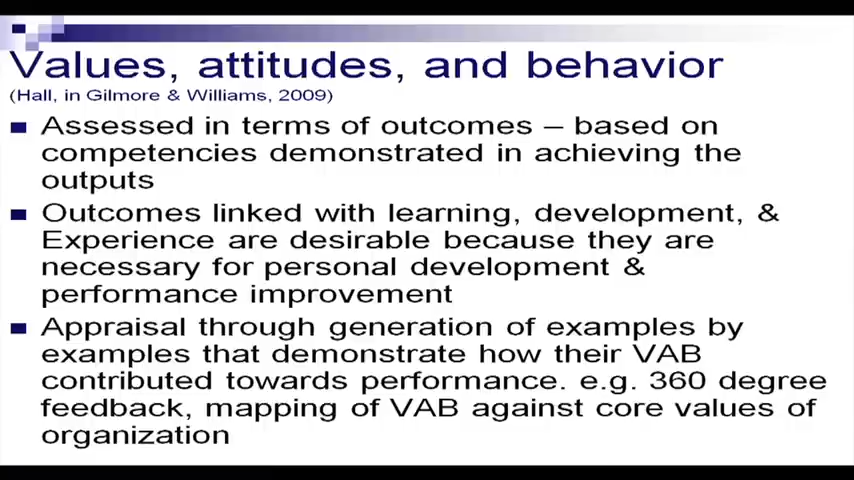 Values, attitudes, and behavior
(Hall, in Gilmore & Williams, 2009)
Assessed in terms of outcomes – based on
competencies demonstrated in achieving the
outputs
Outcomes linked with learning, development, &
Experience are desirable because they are
necessary for personal development &
performance improvement
Appraisal through generation of examples by
examples that demonstrate how their VAB
contributed towards performance. e.g. 360 degree
feedback, mapping of VAB against core values of
organization